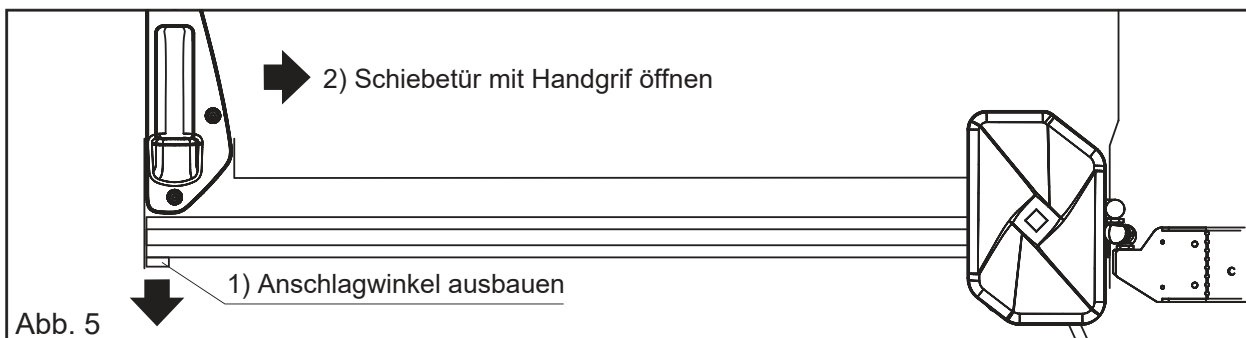 2) Schiebetür mit Handgrif öffnen
1) Anschlagwinkel ausbauen
Abb. 5